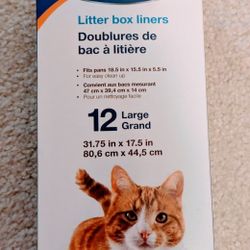 Litter box liners
Doublures de
bac à litière
• Fits pans 18.5 in x 15.5 in x 5.5 in
• For easy clean up
• Convient aux bacs mesurant
47 cm x 39,4 cm x 14 cm
• Pour un nettoyage facile
12 Large
Grand
31.75 in x 17.5 in
80,6 cm x 44,5 cm